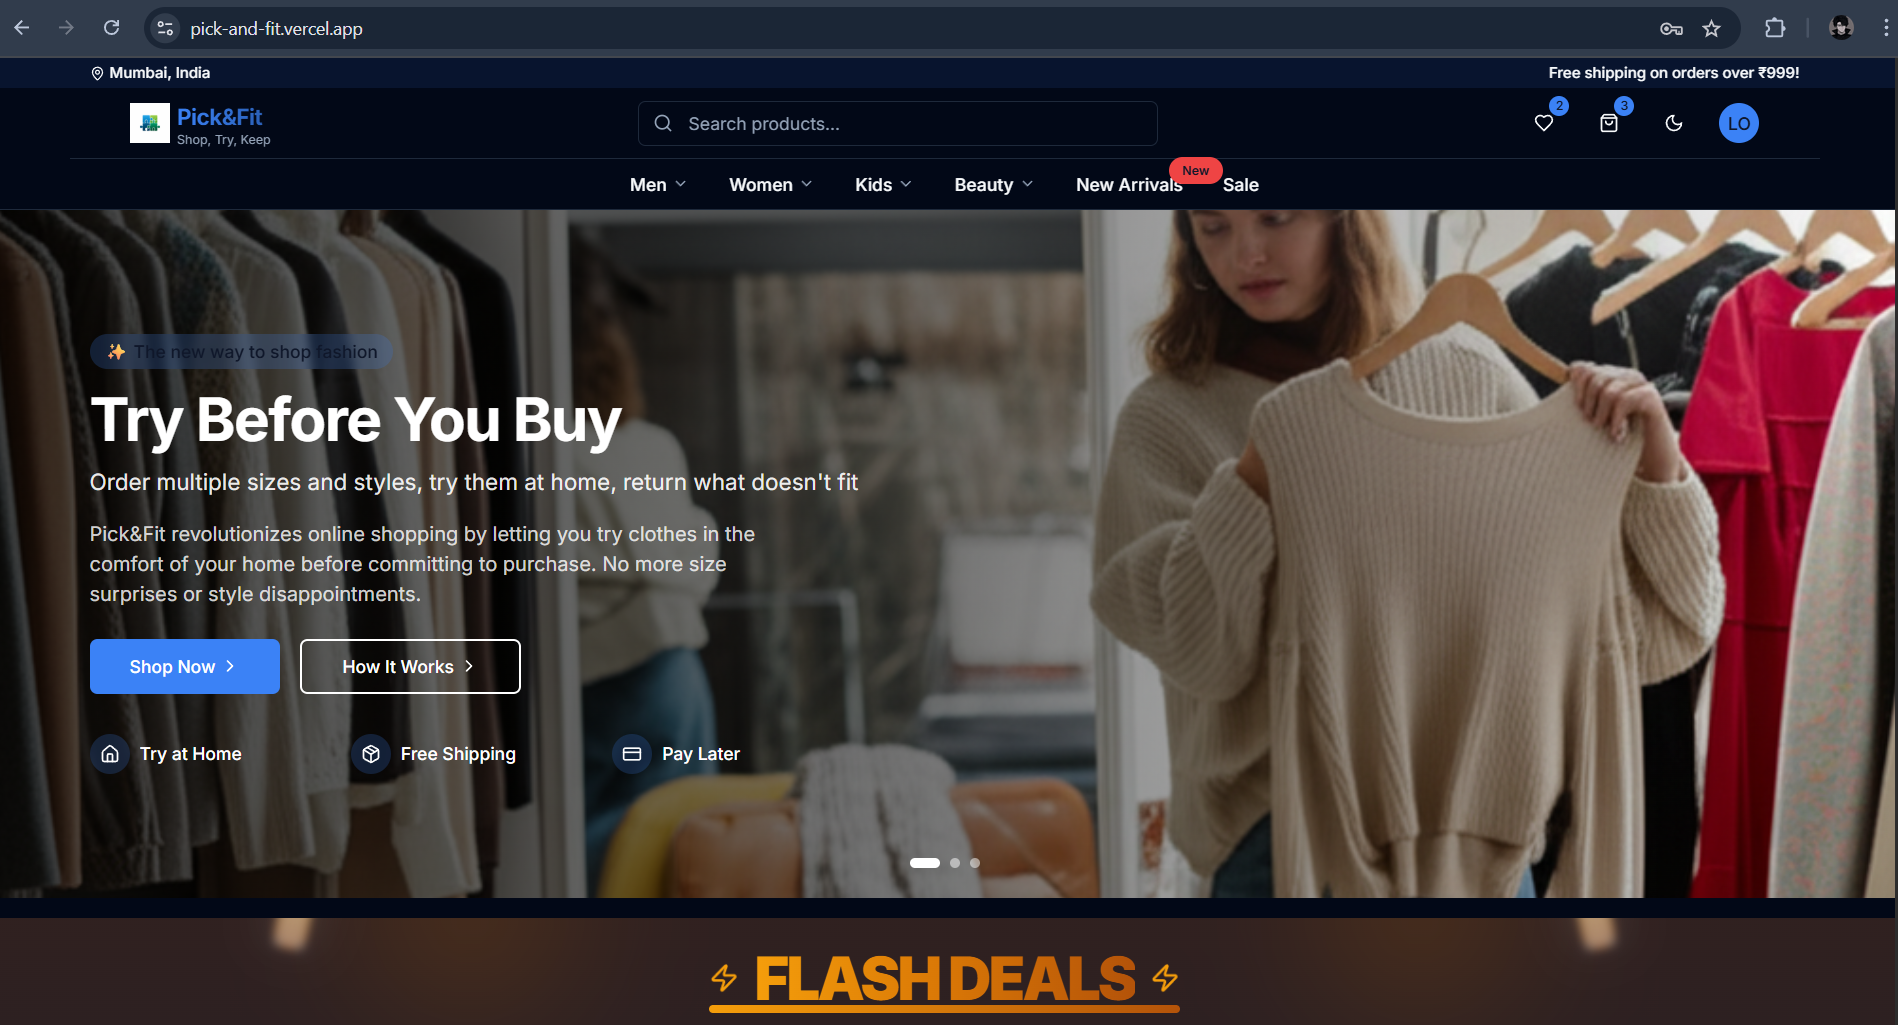 pick-and-fit.vercel.app
Mumbai, India
Free shipping on orders over ₹999!
Pick&Fit
Shop, Try, Keep
Search products...
2
3
LO
Men
Women
Kids
Beauty
New Arrivals
New
Sale
✨ The new way to shop fashion
Try Before You Buy
Order multiple sizes and styles, try them at home, return what doesn't fit
Pick&Fit revolutionizes online shopping by letting you try clothes in the
comfort of your home before committing to purchase. No more size
surprises or style disappointments.
Shop Now
How It Works
Try at Home
Free Shipping
Pay Later
FLASH DEALS